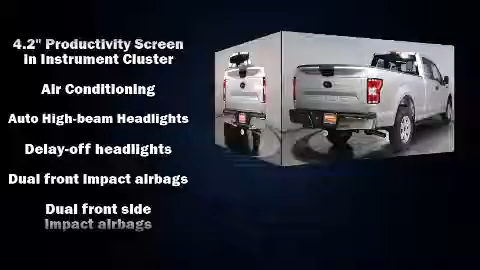 4.2" Productivity Screen
in Instrument Cluster
Air Conditioning
Auto High-beam Headlights
Delay-off headlights
Dual front impact airbags
Dual front side
impact airbags